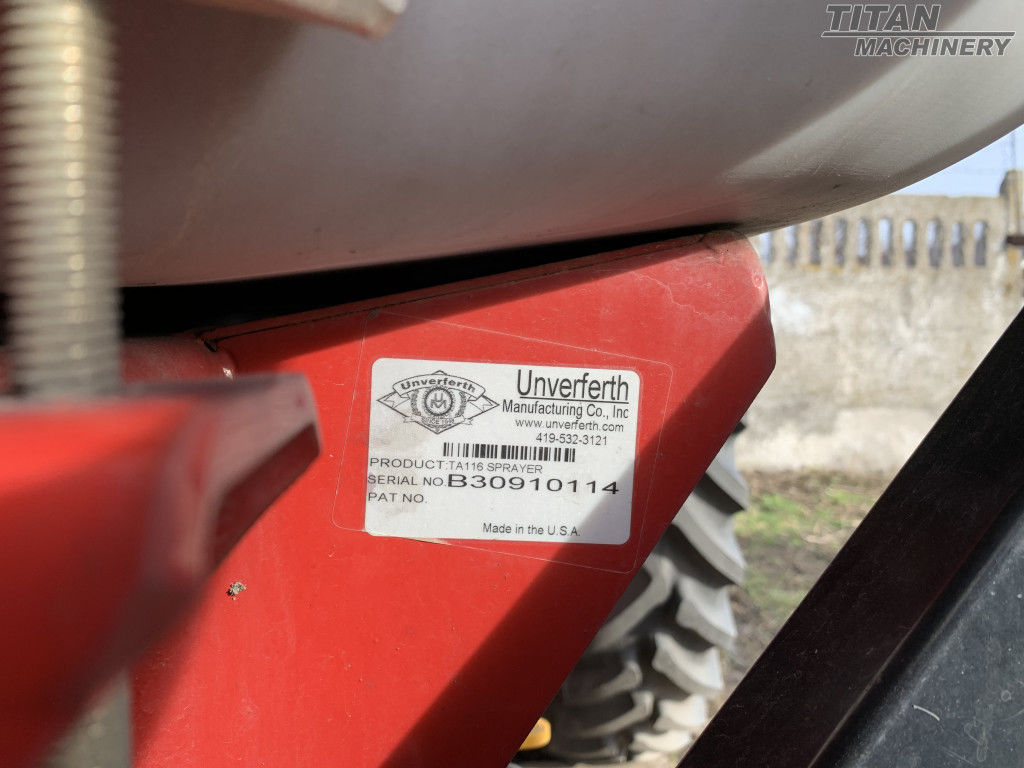 TITAN
MACHINERY
Unverferth
Unverferth
Manufacturing Co., Inc
www.unverferth.com
419-532-3121
PRODUCT:TA116 SPRAYER
SERIAL NO.B30910114
PAT NO.
Made in the U.S.A.